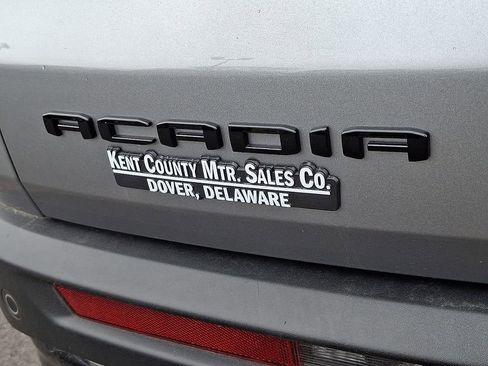 ACADIA
KENT COUNTY MTR. SALES CO.
DOVER, DELAWARE